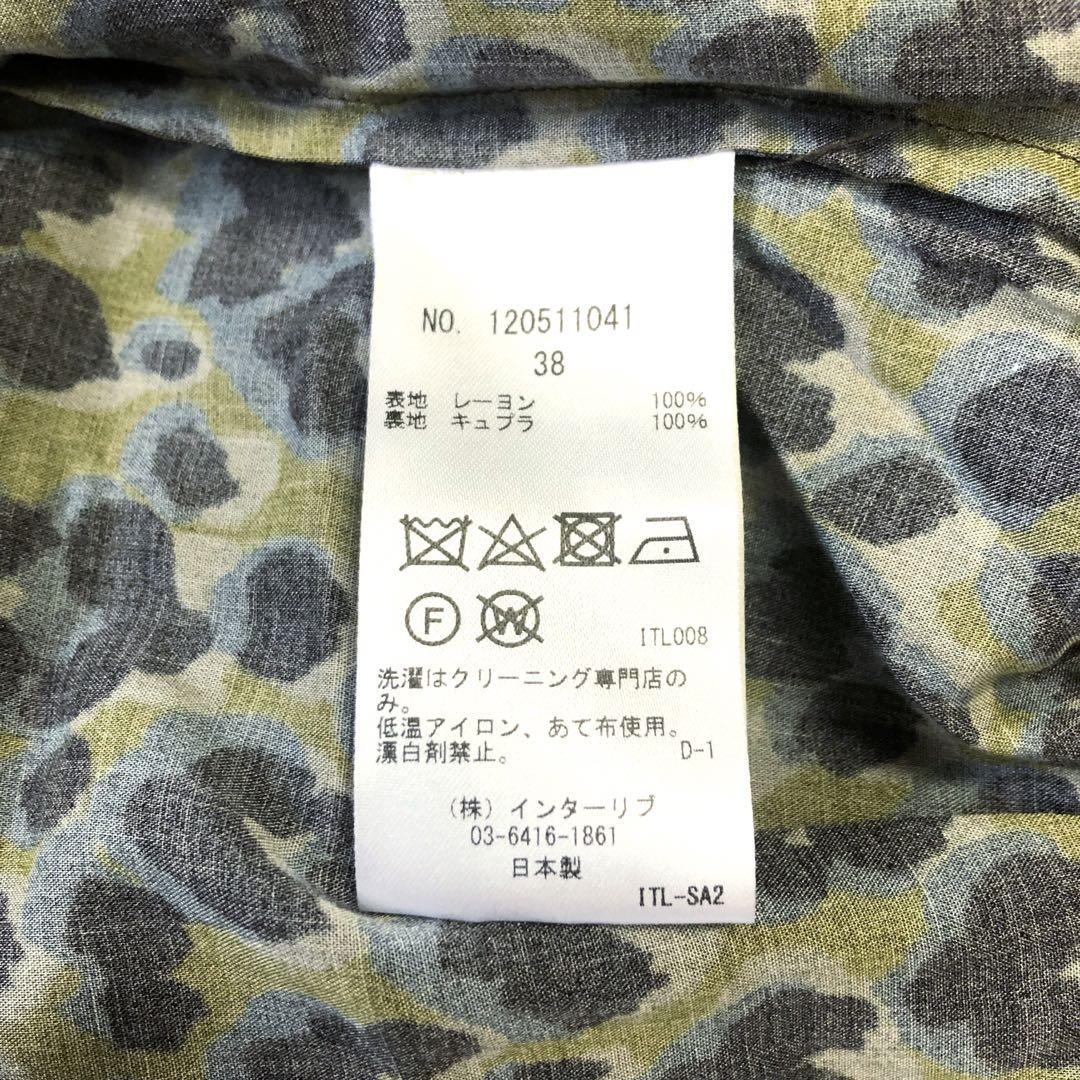 NO. 120511041
38
表地 レーヨン 100%
裏地 キュプラ 100%
F W
ITL008
洗濯はクリーニング専門店の
み。
低温アイロン、あて布使用。
漂白剤禁止。 D-1
(株)インターリブ
03-6416-1861
日本製
ITL-SA2